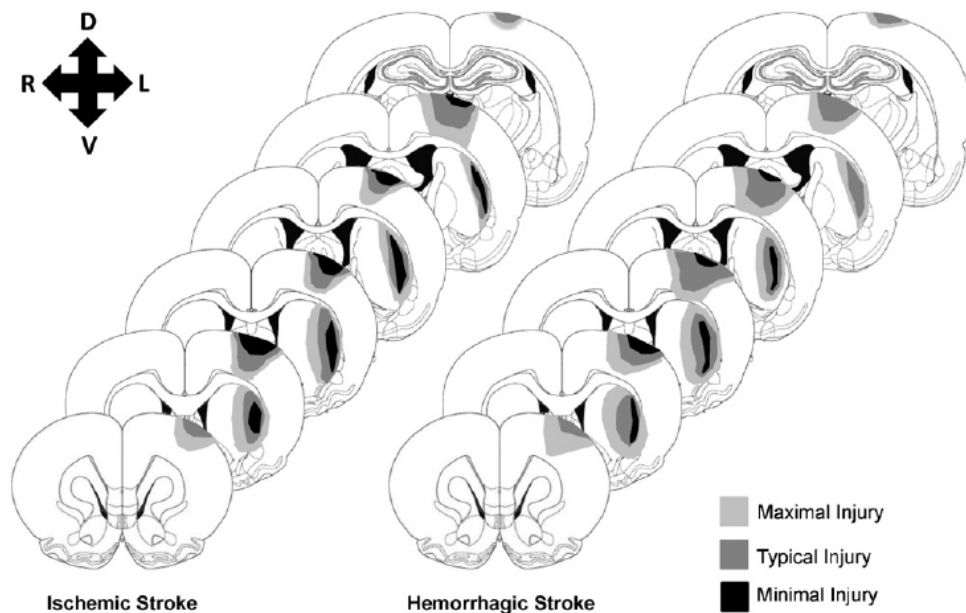 D
R L
V
Maximal Injury
Typical Injury
Minimal Injury
Ischemic Stroke Hemorrhagic Stroke